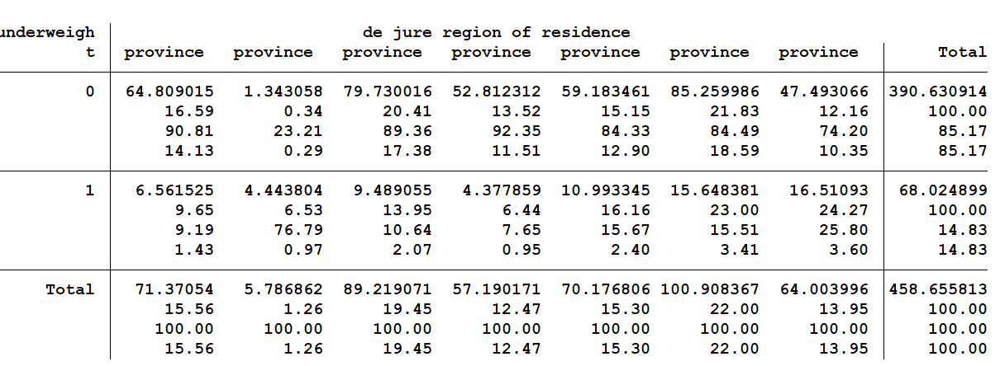 underweigh de jure region of residence
t province province province province province province province Total
0 64.809015 1.343058 79.730016 52.812312 59.183461 85.259986 47.493066 390.630914
16.59 0.34 20.41 13.52 15.15 21.83 12.16 100.00
90.81 23.21 89.36 92.35 84.33 84.49 74.20 85.17
14.13 0.29 17.38 11.51 12.90 18.59 10.35 85.17
1 6.561525 4.443804 9.489055 4.377859 10.993345 15.648381 16.51093 68.024899
9.65 6.53 13.95 6.44 16.16 23.00 24.27 100.00
9.19 76.79 10.64 7.65 15.67 15.51 25.80 14.83
1.43 0.97 2.07 0.95 2.40 3.41 3.60 14.83
Total 71.37054 5.786862 89.219071 57.190171 70.176806 100.908367 64.003996 458.655813
15.56 1.26 19.45 12.47 15.30 22.00 13.95 100.00
100.00 100.00 100.00 100.00 100.00 100.00 100.00 100.00
15.56 1.26 19.45 12.47 15.30 22.00 13.95 100.00